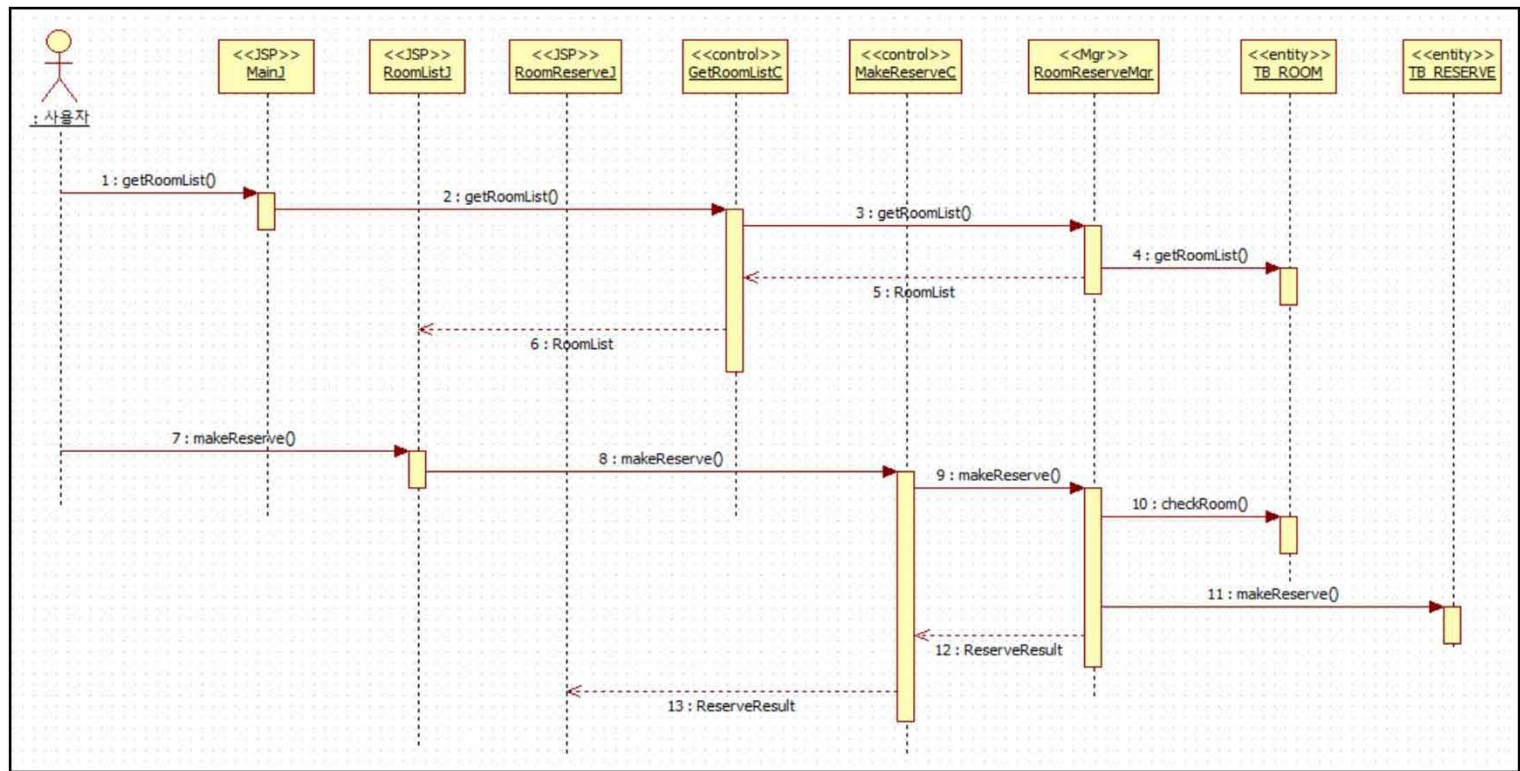 : 사용자
<<JSP>>
MainJ
<<JSP>>
RoomListJ
<<JSP>>
RoomReserveJ
<<control>>
GetRoomListC
<<control>>
MakeReserveC
<<Mgr>>
RoomReserveMgr
<<entity>>
TB_ROOM
<<entity>>
TB_RESERVE
1 : getRoomList()
2 : getRoomList()
3 : getRoomList()
4 : getRoomList()
5 : RoomList
6 : RoomList
7 : makeReserve()
8 : makeReserve()
9 : makeReserve()
10 : checkRoom()
11 : makeReserve()
12 : ReserveResult
13 : ReserveResult